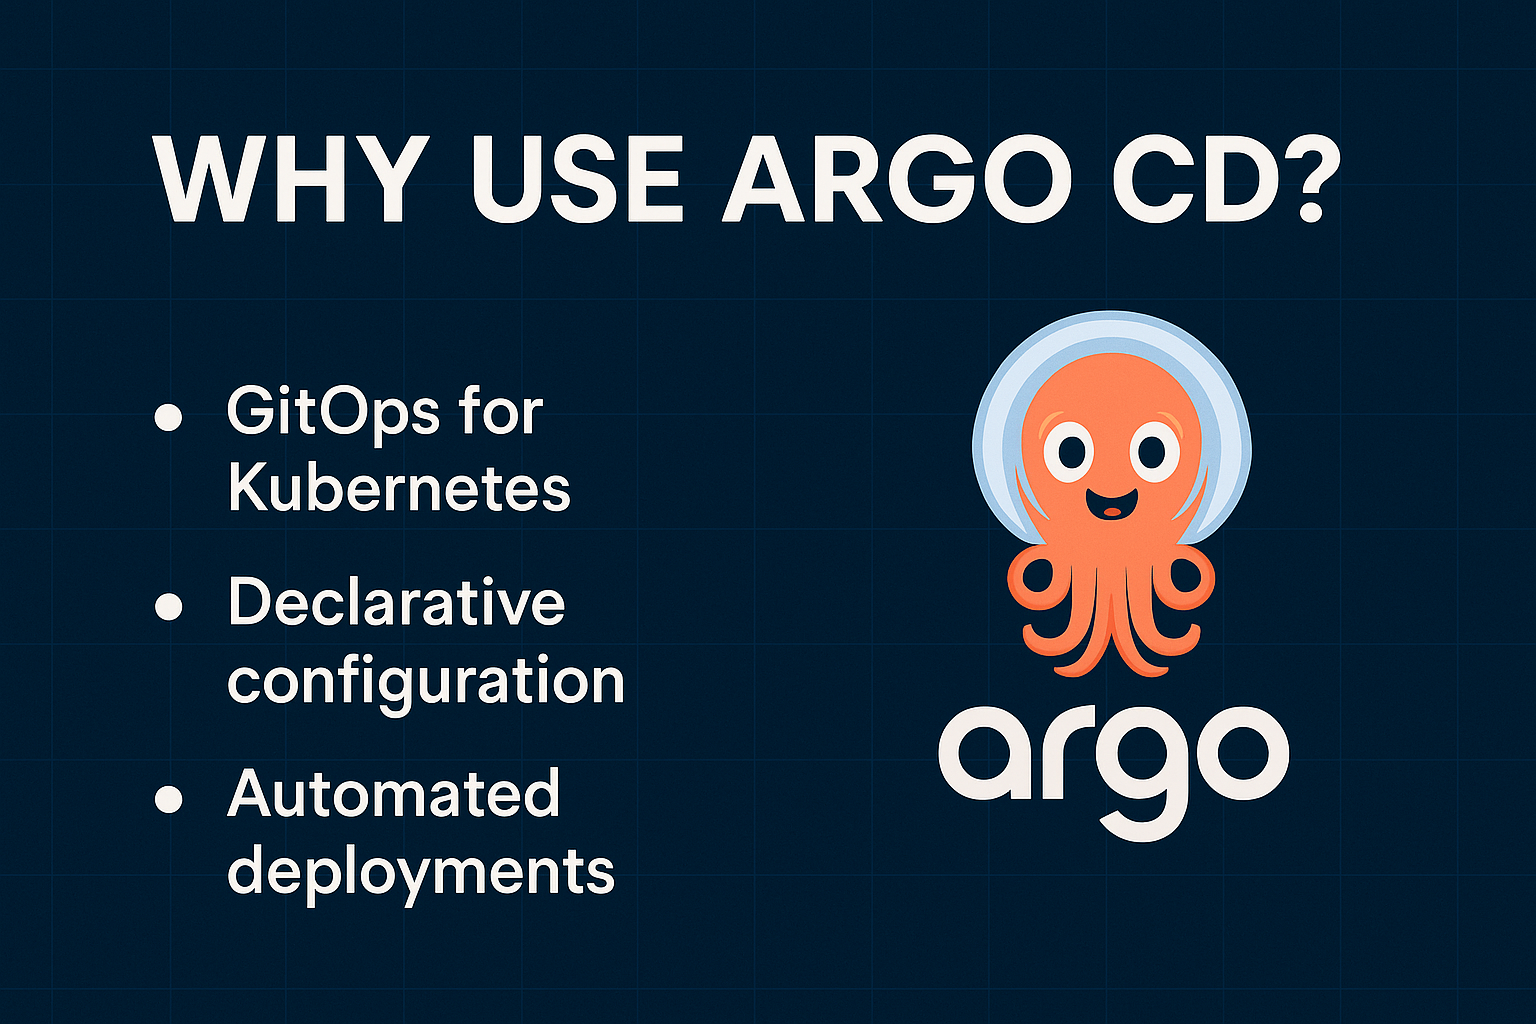 WHY USE ARGO CD?
• GitOps for
Kubernetes
• Declarative
configuration
• Automated
deployments
argo